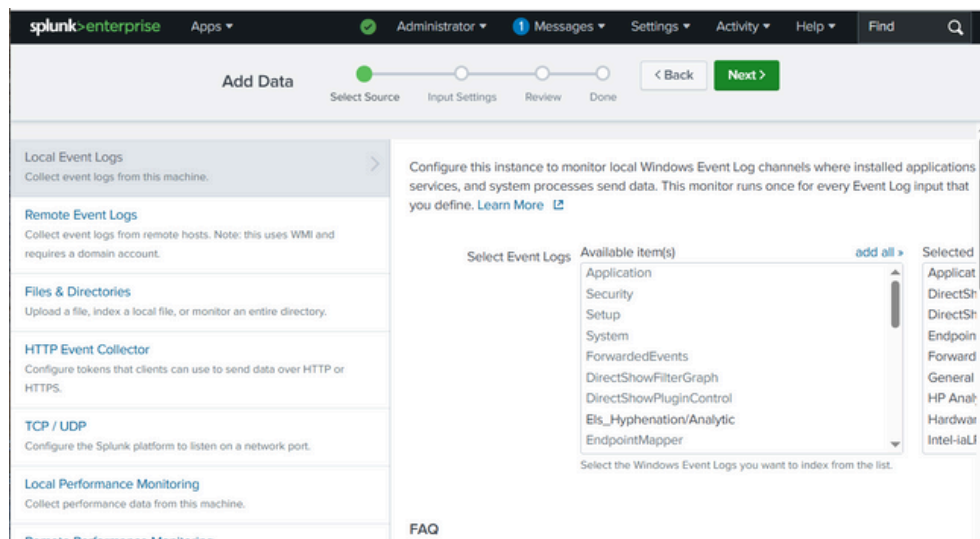 splunk>enterprise Apps ▾ Administrator ▾ 1 Messages ▾ Settings ▾ Activity ▾ Help ▾ Find
Add Data
Select Source Input Settings Review Done
< Back Next >
Local Event Logs
Collect event logs from this machine.
Remote Event Logs
Collect event logs from remote hosts. Note: this uses WMI and
requires a domain account.
Files & Directories
Upload a file, index a local file, or monitor an entire directory.
HTTP Event Collector
Configure tokens that clients can use to send data over HTTP or
HTTPS.
TCP / UDP
Configure the Splunk platform to listen on a network port.
Local Performance Monitoring
Collect performance data from this machine.
Remote Performance Monitoring
Configure this instance to monitor local Windows Event Log channels where installed applications
services, and system processes send data. This monitor runs once for every Event Log input that
you define. Learn More
Select Event Logs
Available item(s) add all »
Application
Security
Setup
System
ForwardedEvents
DirectShowFilterGraph
DirectShowPluginControl
Els_Hyphenation/Analytic
EndpointMapper
Select the Windows Event Logs you want to index from the list.
Selected
Applicat
DirectSh
DirectSh
Endpoin
Forward
General
HP Anal
Hardwar
Intel-iaLP
FAQ